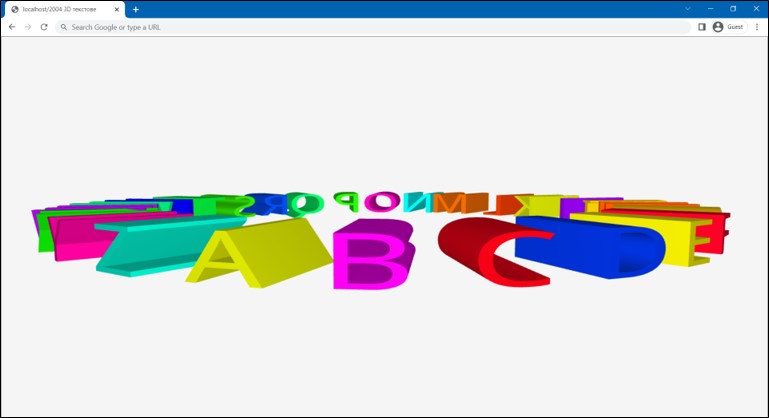 localhost/2004 3D текстове
Search Google or type a URL
Guest
S R Q P O N M L K
Z A B C D E